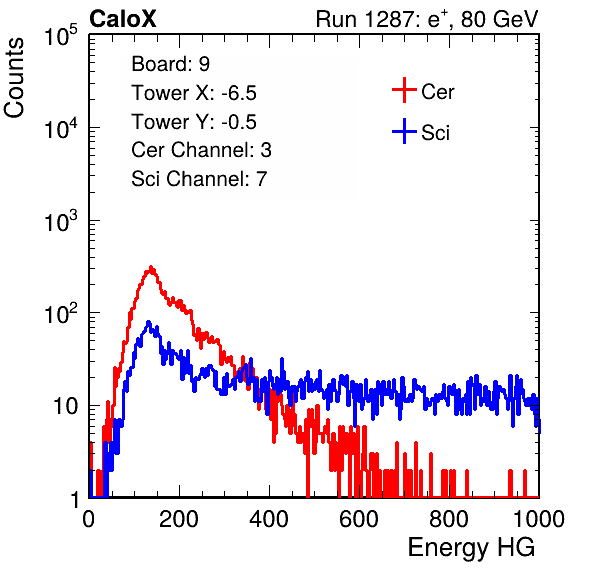 CaloX Run 1287: e⁺, 80 GeV
Counts
Board: 9
Tower X: -6.5
Tower Y: -0.5
Cer Channel: 3
Sci Channel: 7
Cer
Sci
10⁵
10⁴
10³
10²
10
1
0 200 400 600 800 1000
Energy HG